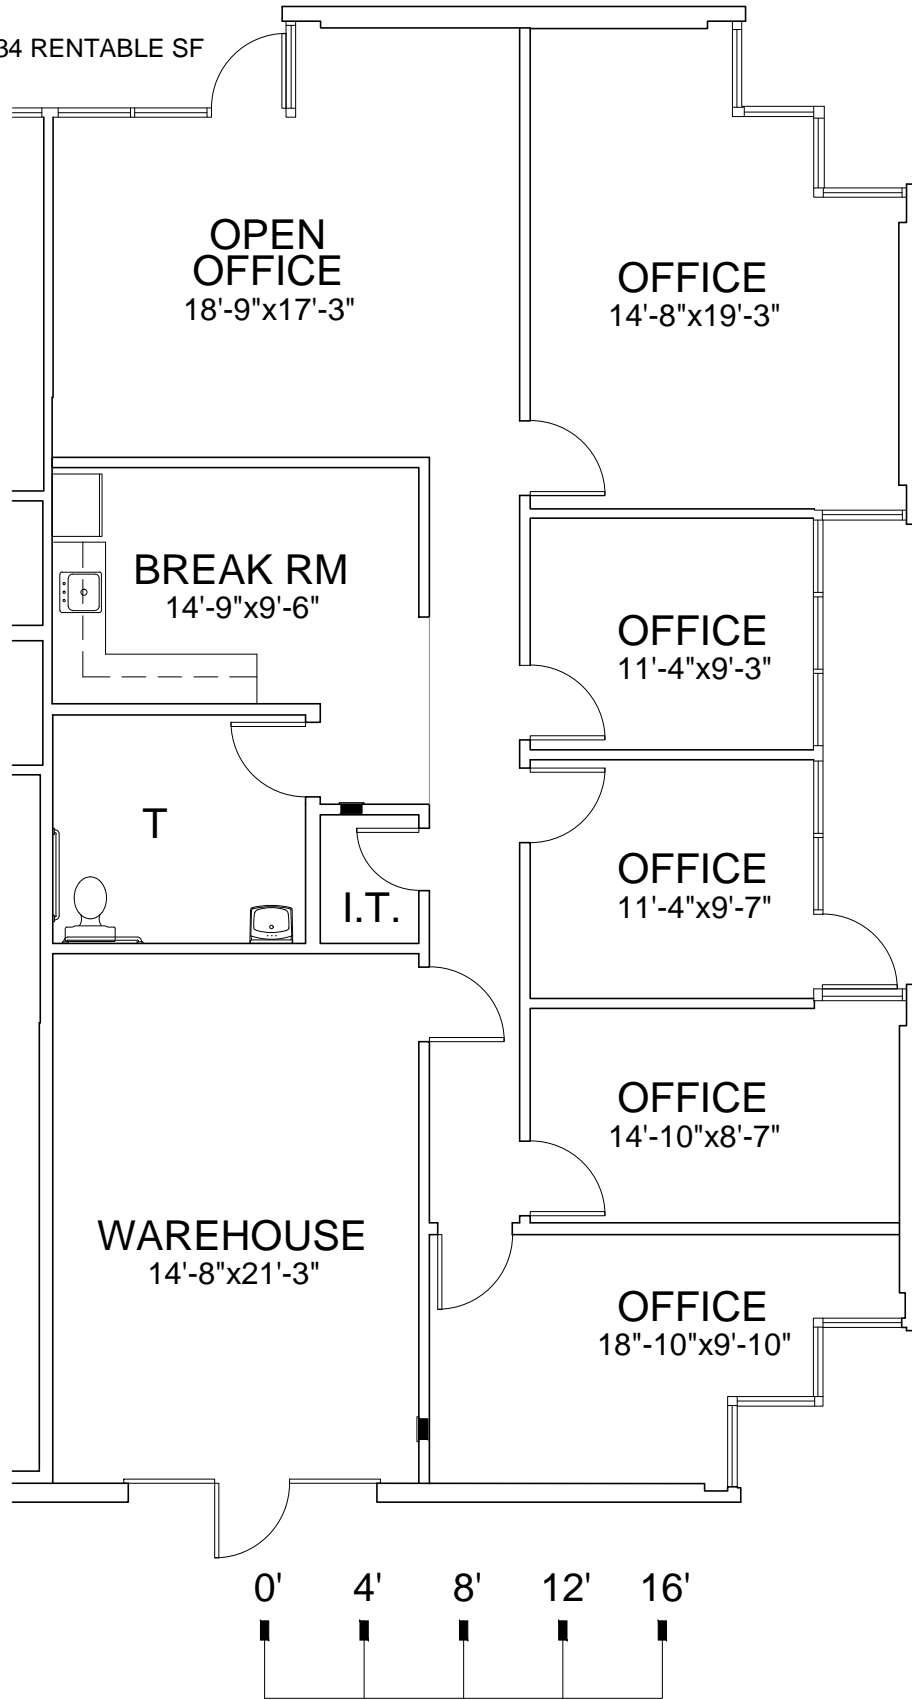 34 RENTABLE SF
OPEN
OFFICE
18'-9"x17'-3"
OFFICE
14'-8"x19'-3"
BREAK RM
14'-9"x9'-6"
OFFICE
11'-4"x9'-3"
T
I.T.
OFFICE
11'-4"x9'-7"
OFFICE
14'-10"x8'-7"
WAREHOUSE
14'-8"x21'-3"
OFFICE
18"-10"x9'-10"
0' 4' 8' 12' 16'